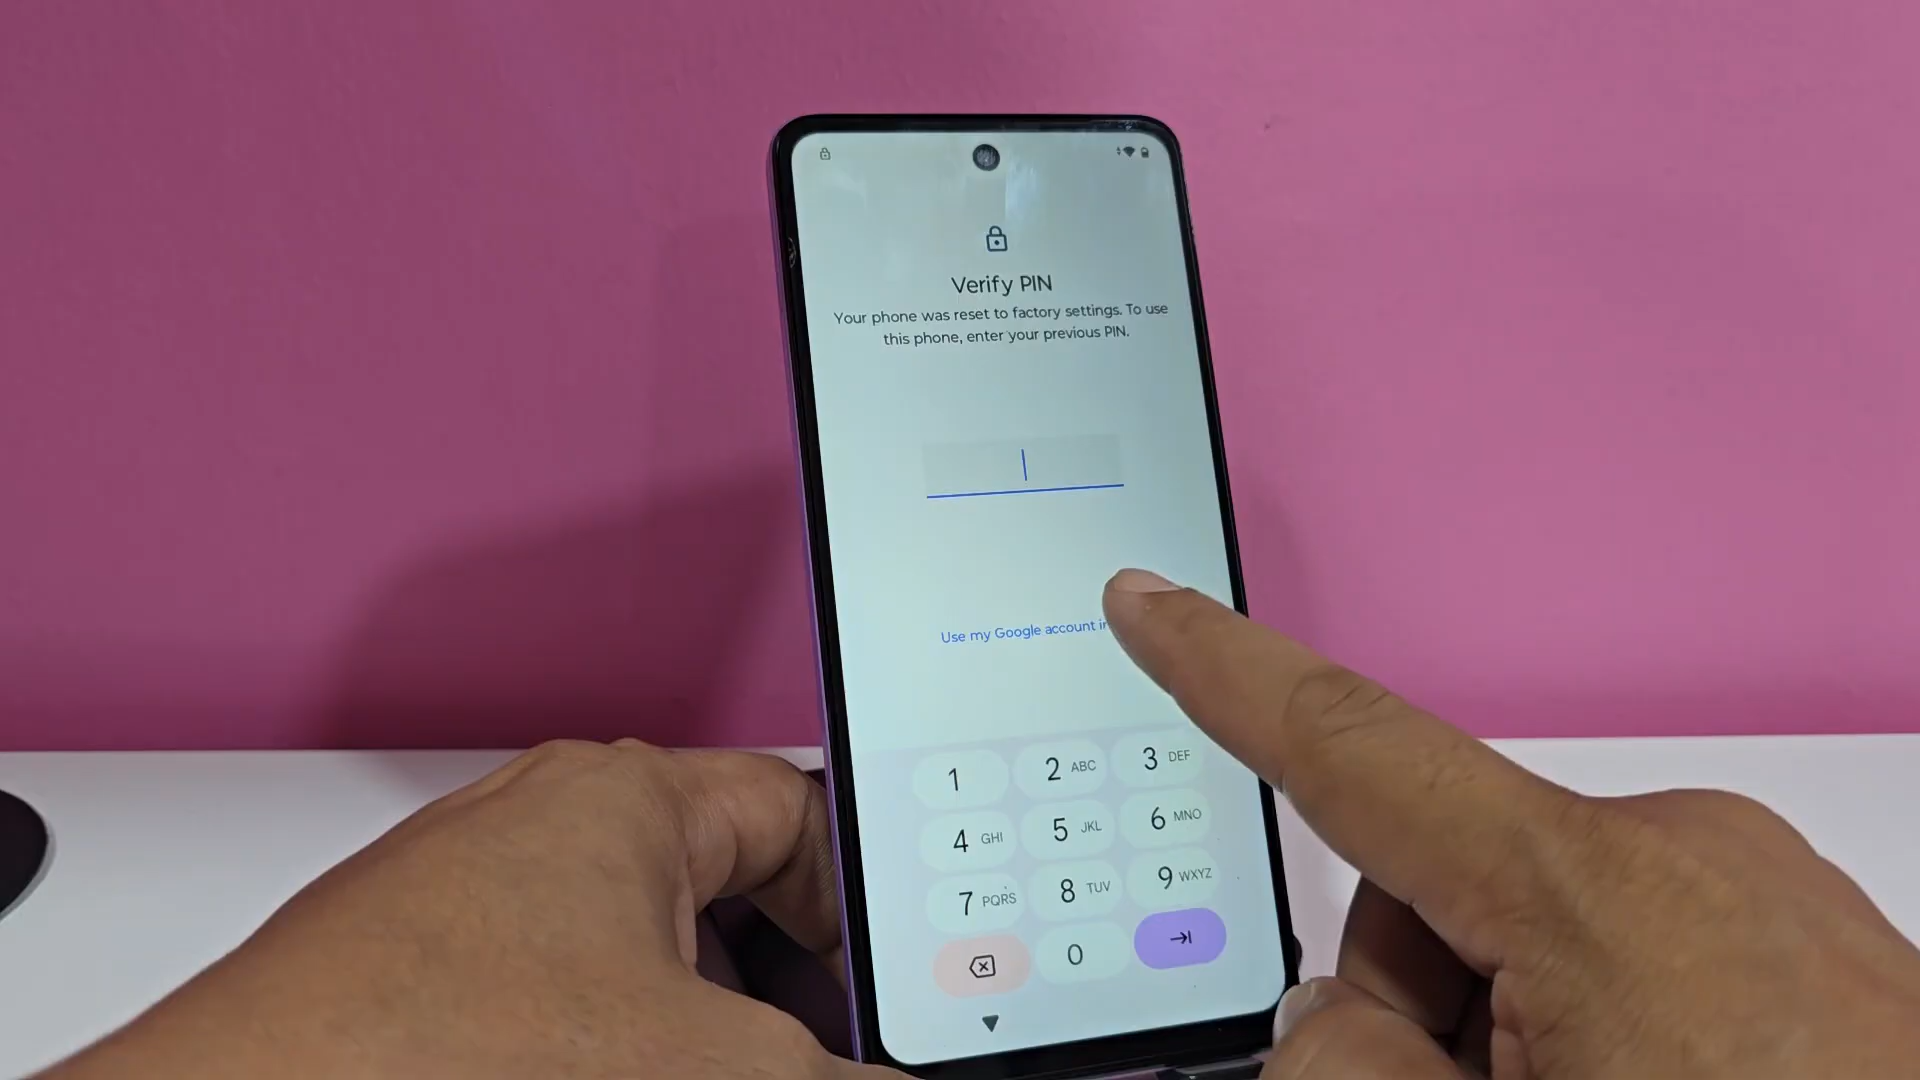 Verify PIN
Your phone was reset to factory settings. To use
this phone, enter your previous PIN.
Use my Google account
1 2 ABC 3 DEF
4 GHI 5 JKL 6 MNO
7 PQRS 8 TUV 9 WXYZ
0